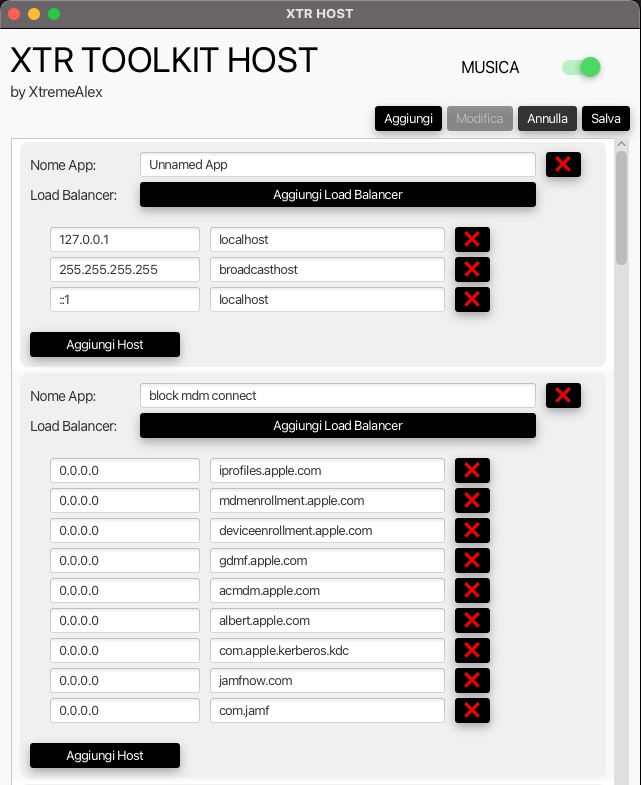 XTR HOST
XTR TOOLKIT HOST
MUSICA
by XtremeAlex
Aggiungi Modifica Annulla Salva
Nome App: Unnamed App
Load Balancer: Aggiungi Load Balancer
127.0.0.1 localhost
255.255.255.255 broadcasthost
::1 localhost
Aggiungi Host
Nome App: block mdm connect
Load Balancer: Aggiungi Load Balancer
0.0.0.0 iprofiles.apple.com
0.0.0.0 mdmenrollment.apple.com
0.0.0.0 deviceenrollment.apple.com
0.0.0.0 gdmf.apple.com
0.0.0.0 acmdm.apple.com
0.0.0.0 albert.apple.com
0.0.0.0 com.apple.kerberos.kdc
0.0.0.0 jamfnow.com
0.0.0.0 com.jamf
Aggiungi Host